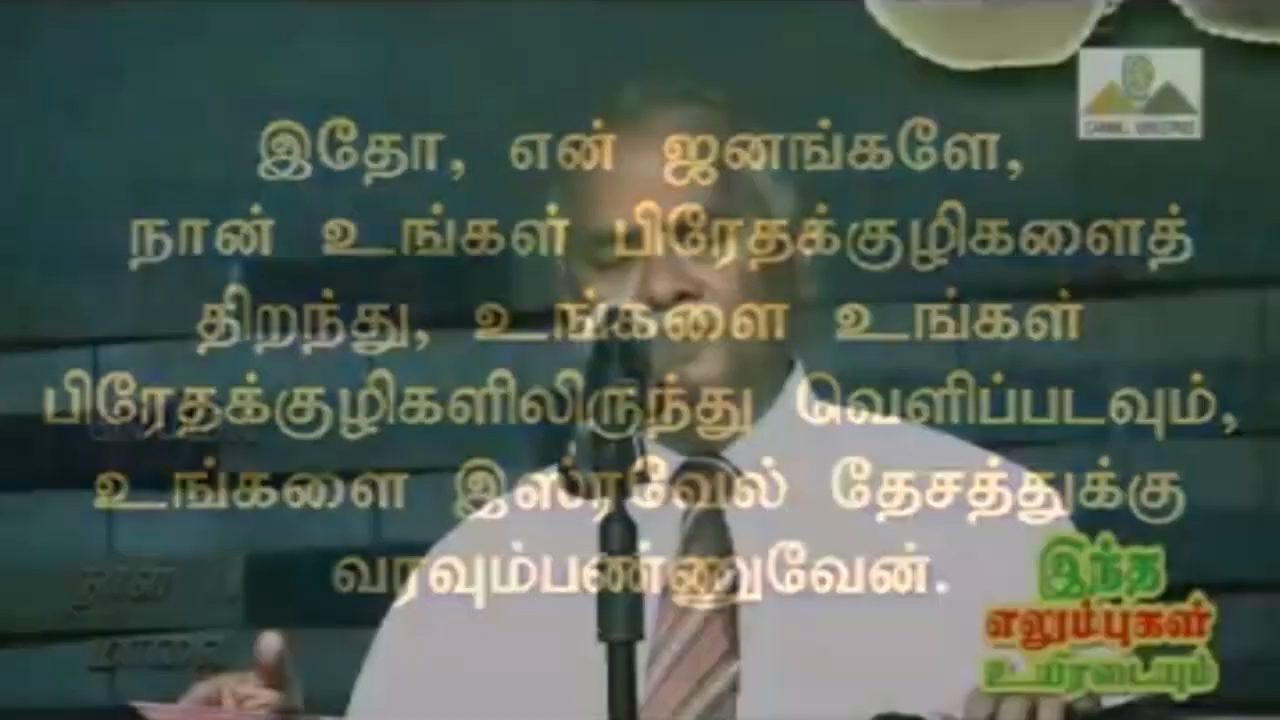 இதோ, என் ஜனங்களே,
நான் உங்கள் பிரேதக்குழிகளைத்
திறந்து, உங்களை உங்கள்
பிரேதக்குழிகளிலிருந்து வெளிப்படவும்,
உங்களை இஸ்ரவேல் தேசத்துக்கு
வரவும்பண்ணுவேன்.
இந்த
எலும்புகள்
உயிரடையும்